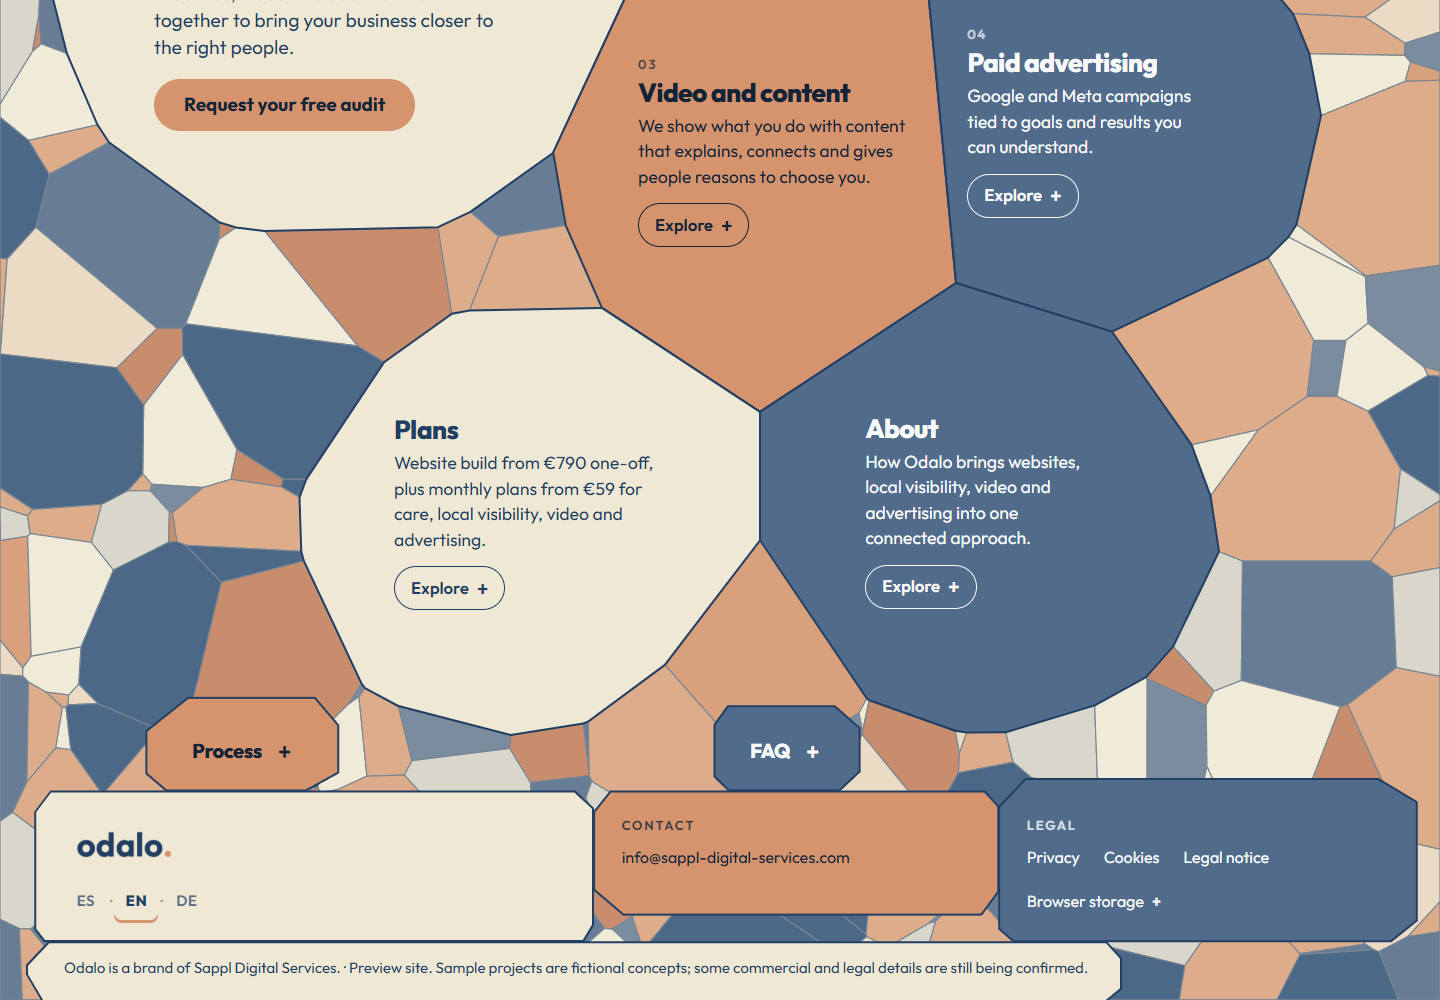 together to bring your business closer to
the right people.
Request your free audit
03
Video and content
We show what you do with content
that explains, connects and gives
people reasons to choose you.
Explore +
04
Paid advertising
Google and Meta campaigns
tied to goals and results you
can understand.
Explore +
Plans
Website build from €790 one-off,
plus monthly plans from €59 for
care, local visibility, video and
advertising.
Explore +
About
How Odalo brings websites,
local visibility, video and
advertising into one
connected approach.
Explore +
Process +
FAQ +
odalo.
ES · EN · DE
CONTACT
info@sappl-digital-services.com
LEGAL
Privacy Cookies Legal notice
Browser storage +
Odalo is a brand of Sappl Digital Services. · Preview site. Sample projects are fictional concepts; some commercial and legal details are still being confirmed.